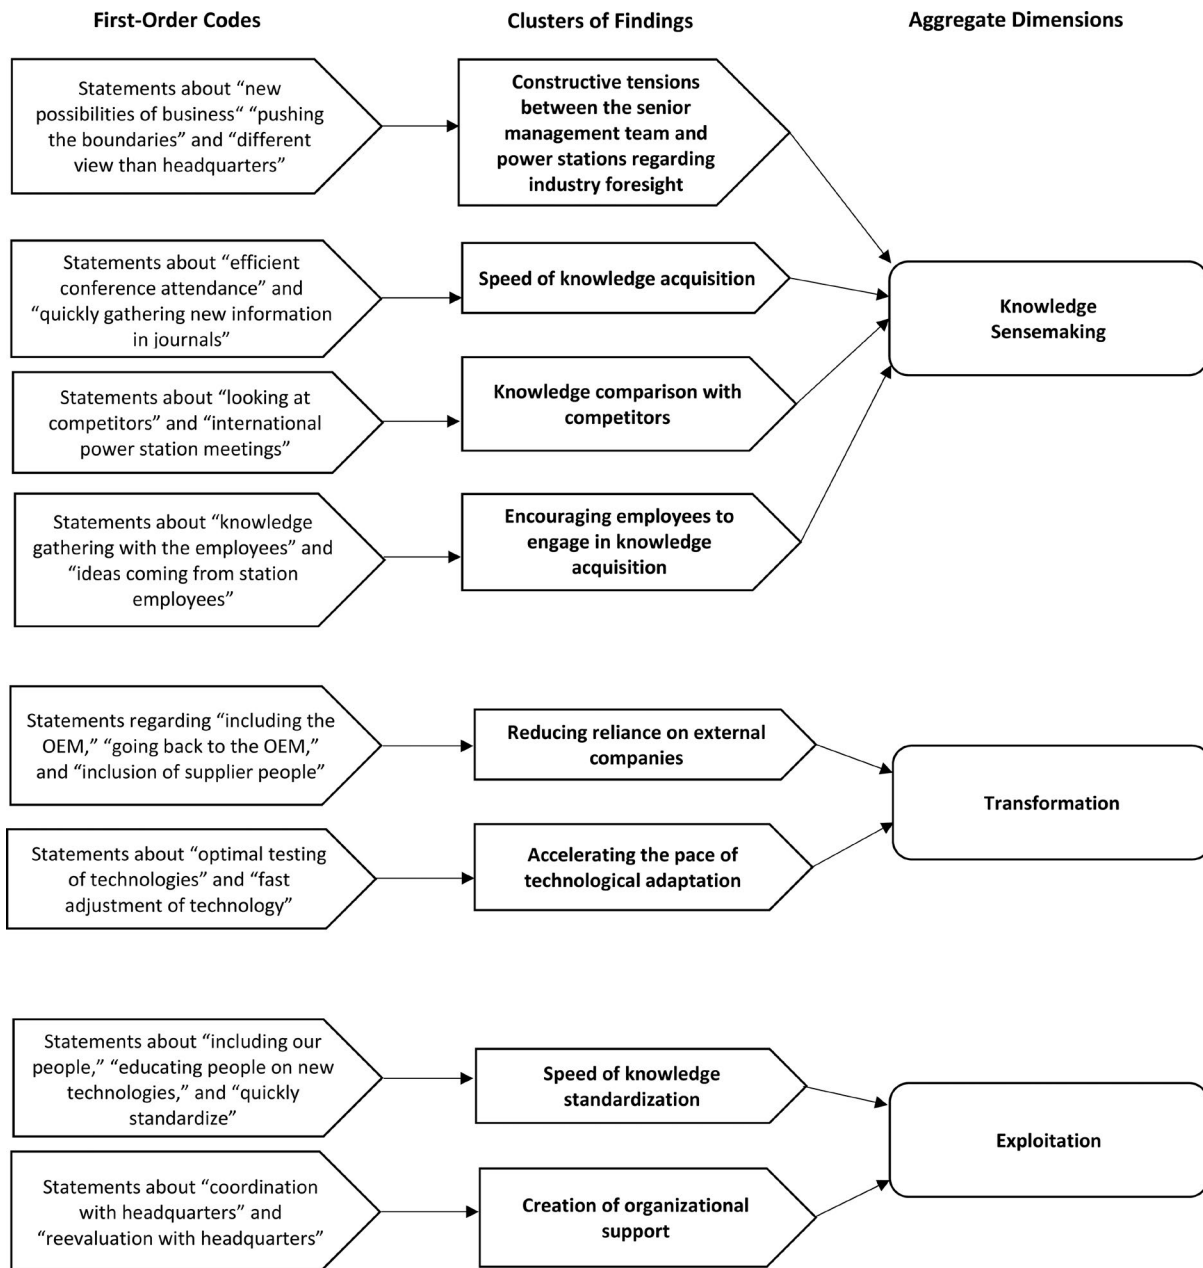 First-Order Codes
Clusters of Findings
Aggregate Dimensions
Statements about “new
possibilities of business“ “pushing
the boundaries” and “different
view than headquarters”
Constructive tensions
between the senior
management team and
power stations regarding
industry foresight
Statements about “efficient
conference attendance” and
“quickly gathering new information
in journals”
Speed of knowledge acquisition
Knowledge
Sensemaking
Statements about “looking at
competitors” and “international
power station meetings”
Knowledge comparison with
competitors
Statements about “knowledge
gathering with the employees” and
“ideas coming from station
employees”
Encouraging employees to
engage in knowledge
acquisition
Statements regarding “including the
OEM,” “going back to the OEM,”
and “inclusion of supplier people”
Reducing reliance on external
companies
Transformation
Statements about “optimal testing
of technologies” and “fast
adjustment of technology”
Accelerating the pace of
technological adaptation
Statements about “including our
people,” “educating people on new
technologies,” and “quickly
standardize”
Speed of knowledge
standardization
Exploitation
Statements about “coordination
with headquarters” and
“reevaluation with headquarters”
Creation of organizational
support